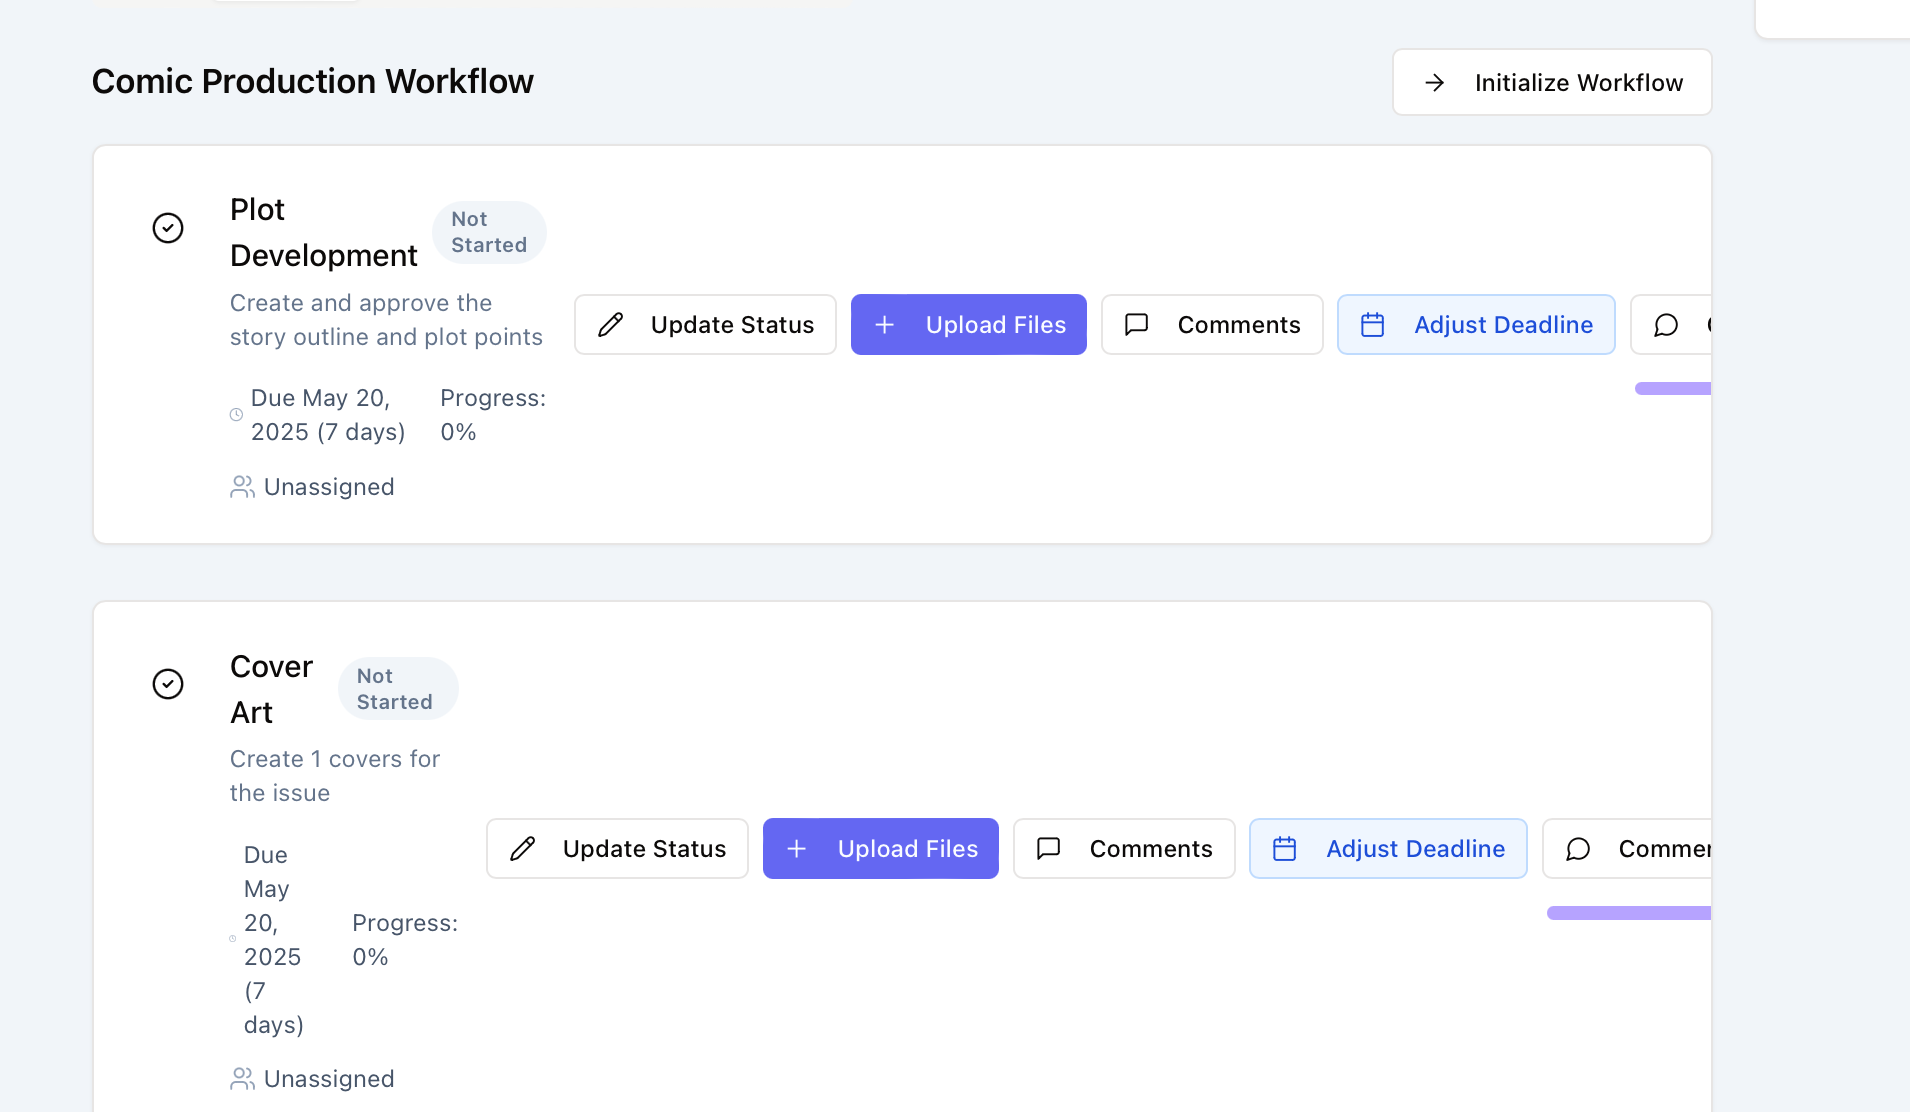 Comic Production Workflow
Initialize Workflow
Plot
Development
Not
Started
Create and approve the
story outline and plot points
Update Status
Upload Files
Comments
Adjust Deadline
Due May 20,
2025 (7 days)
Progress:
0%
Unassigned
Cover
Art
Not
Started
Create 1 covers for
the issue
Update Status
Upload Files
Comments
Adjust Deadline
Commen
Due
May
20,
2025
(7
days)
Progress:
0%
Unassigned